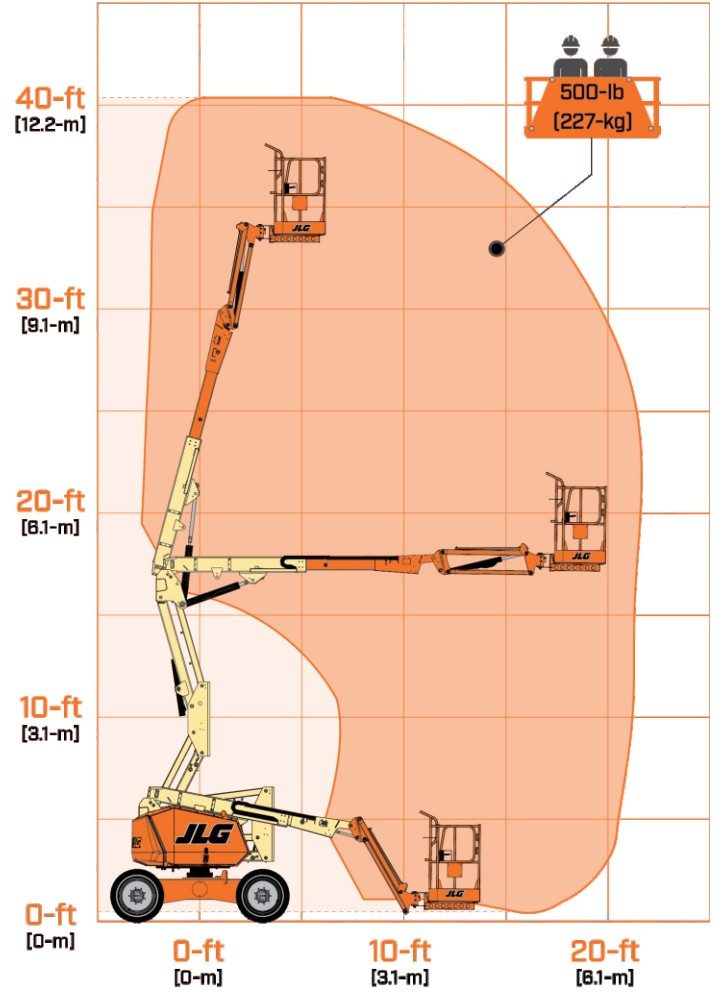 40-ft
[12.2-m]
500-lb
(227-kg)
JLG
30-ft
[9.1-m]
20-ft
[6.1-m]
JLG
10-ft
[3.1-m]
JLG
JLG
JLG
0-ft
[0-m]
0-ft
[0-m]
10-ft
[3.1-m]
20-ft
[6.1-m]